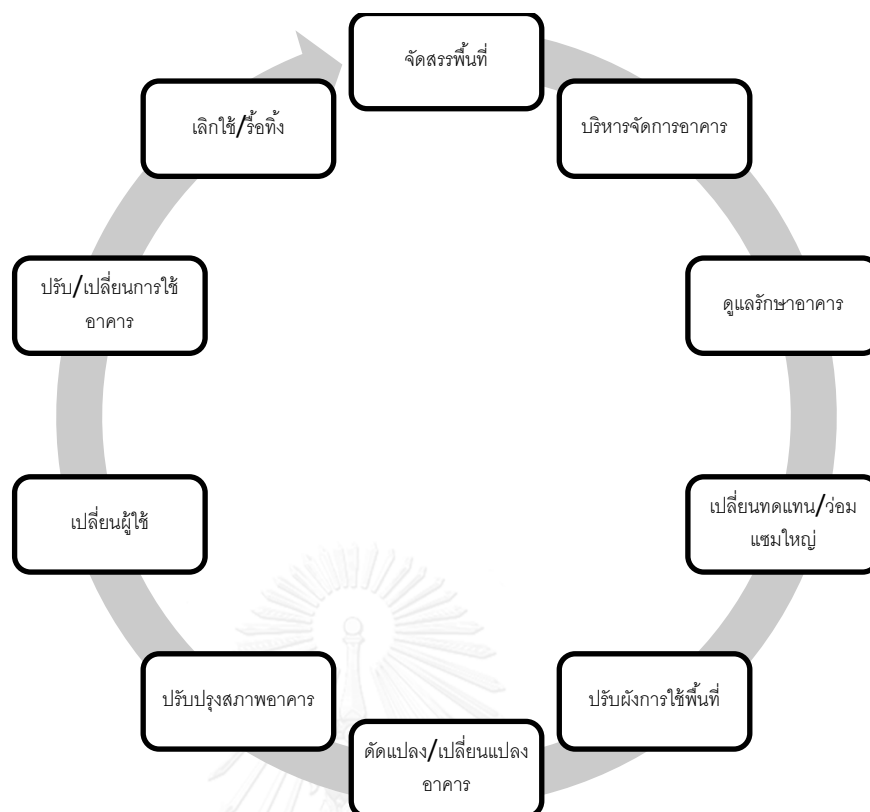 จัดสรรพื้นที่
บริหารจัดการอาคาร
ดูแลรักษาอาคาร
เปลี่ยนทดแทน/ว่อม
แซมใหญ่
ปรับผังการใช้พื้นที่
ดัดแปลง/เปลี่ยนแปลง
อาคาร
ปรับปรุงสภาพอาคาร
เปลี่ยนผู้ใช้
ปรับ/เปลี่ยนการใช้
อาคาร
เลิกใช้/รื้อทิ้ง